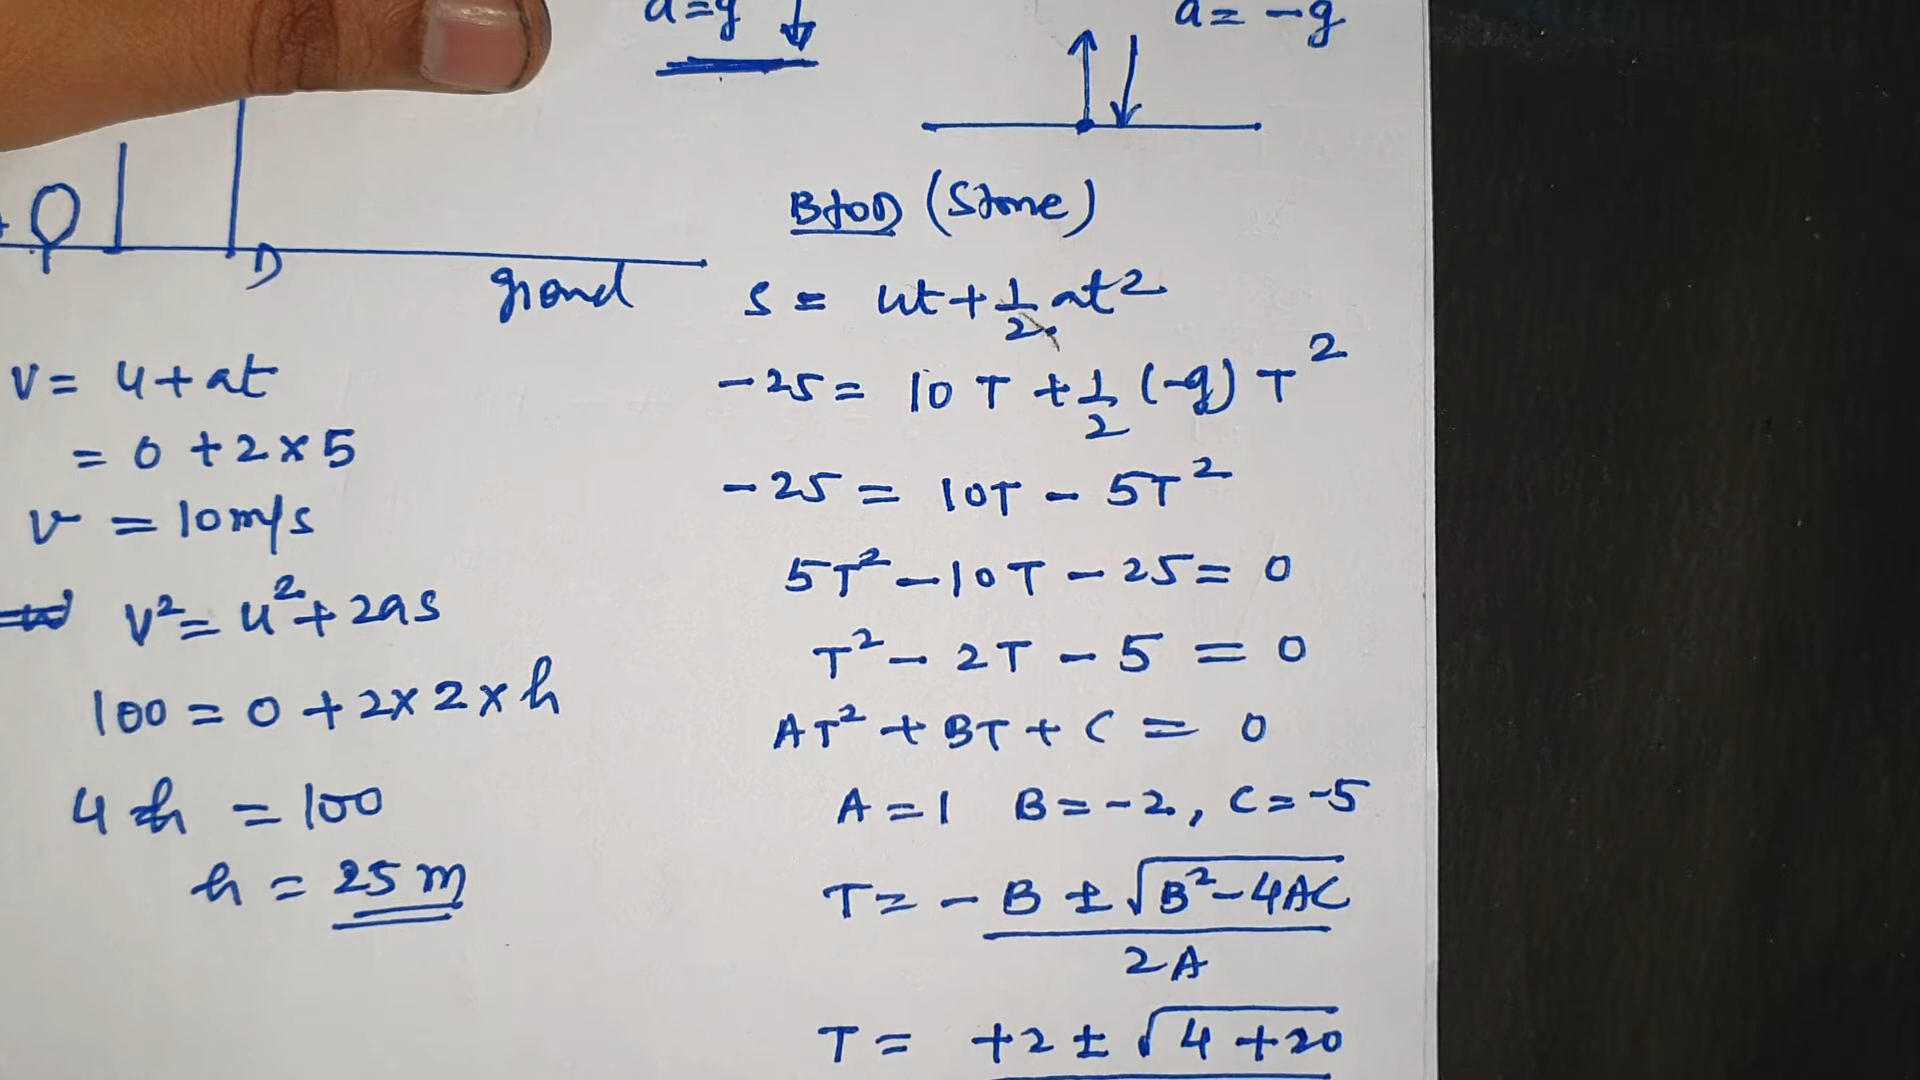 a=g ↓
a = -g
D
ground
V = u + at
= 0 + 2 × 5
v = 10 m/s
V² = u² + 2as
100 = 0 + 2 × 2 × h
4h = 100
h = 25 m
B to D (Stone)
s = ut + 1/2 at²
-25 = 10 T + 1/2 (-g) T²
-25 = 10T - 5T²
5T² - 10T - 25 = 0
T² - 2T - 5 = 0
AT² + BT + C = 0
A = 1 B = -2, C = -5
T = -B ± √B² - 4AC
2A
T = +2 ± √4 + 20